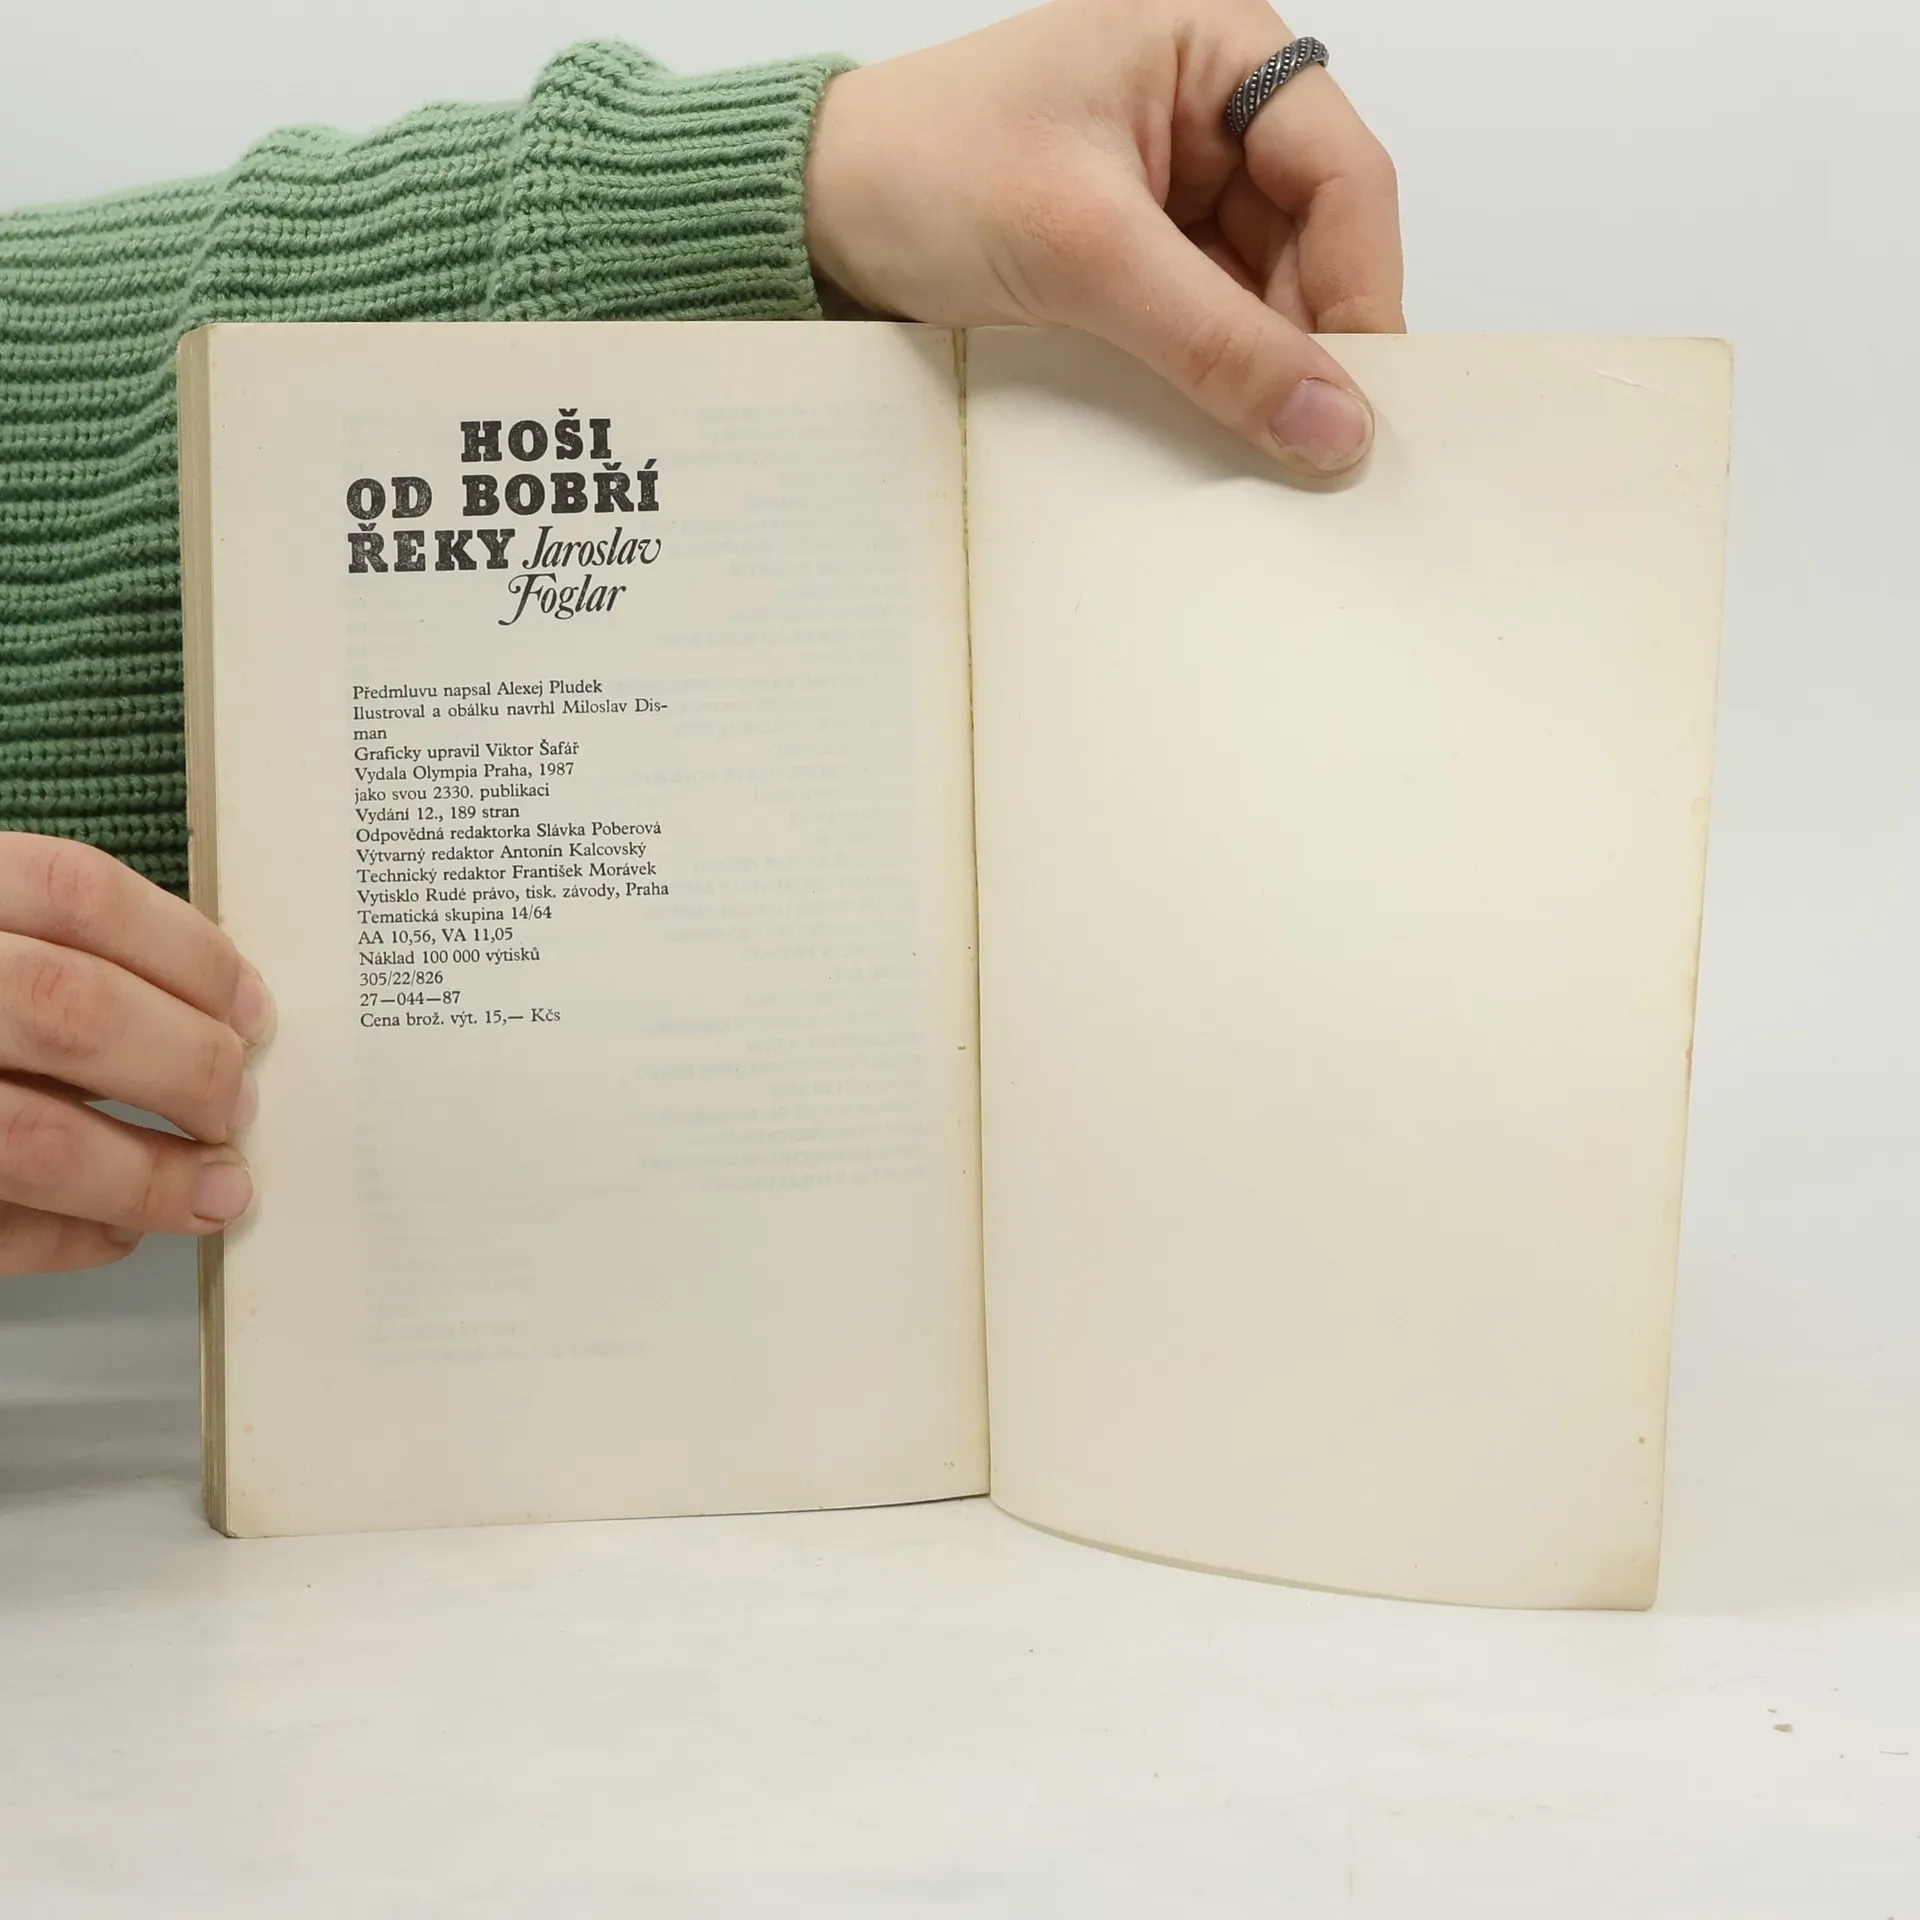 HOŠI
OD BOBŘÍ
ŘEKY Jaroslav
Foglar
Předmluvu napsal Alexej Pludek
Ilustroval a obálku navrhl Miloslav Dis-
man
Graficky upravil Viktor Šafář
Vydala Olympia Praha, 1987
jako svou 2330. publikaci
Vydání 12., 189 stran
Odpovědná redaktorka Slávka Poberová
Výtvarný redaktor Antonín Kalcovský
Technický redaktor František Morávek
Vytisklo Rudé právo, tisk. závody, Praha
Tematická skupina 14/64
AA 10,56, VA 11,05
Náklad 100 000 výtisků
305/22/826
27—044—87
Cena brož. výt. 15,— Kčs